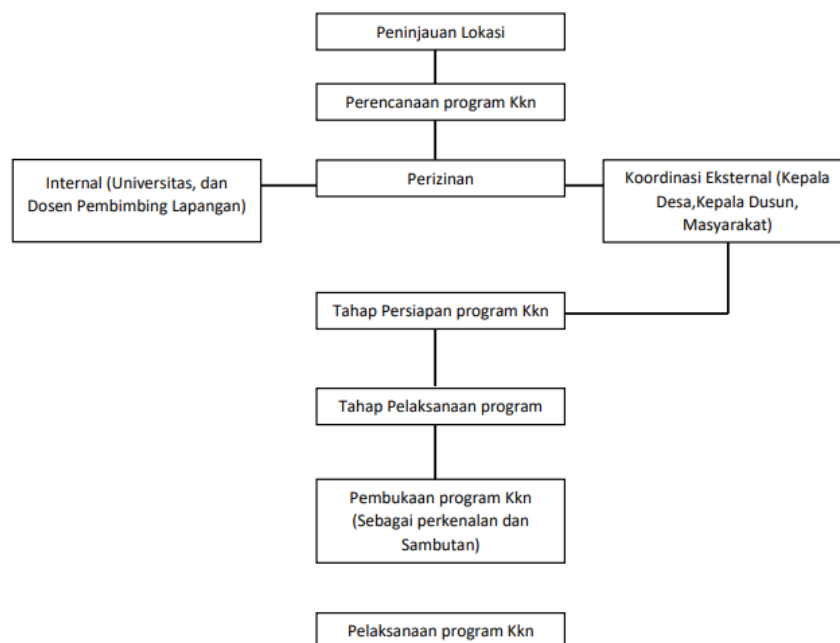 Peninjauan Lokasi
Perencanaan program Kkn
Internal (Universitas, dan
Dosen Pembimbing Lapangan)
Perizinan
Koordinasi Eksternal (Kepala
Desa,Kepala Dusun,
Masyarakat)
Tahap Persiapan program Kkn
Tahap Pelaksanaan program
Pembukaan program Kkn
(Sebagai perkenalan dan
Sambutan)
Pelaksanaan program Kkn